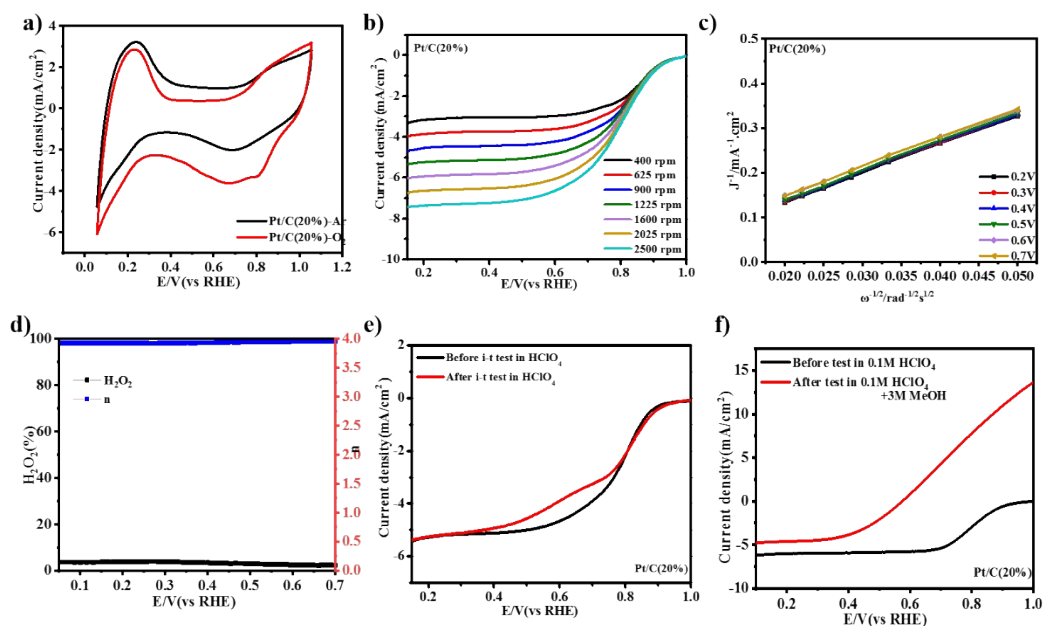 a)
Current density(mA/cm²)
4
2
0
-2
-4
-6
-8
Pt/C(20%)-Ar
Pt/C(20%)-O₂
0.0 0.2 0.4 0.6 0.8 1.0 1.2
E/V(vs RHE)
b)
Pt/C(20%)
Current density(mA/cm²)
2
0
-2
-4
-6
-8
-10
400 rpm
625 rpm
900 rpm
1225 rpm
1600 rpm
2025 rpm
2500 rpm
0.2 0.4 0.6 0.8 1.0
E/V(vs RHE)
c)
Pt/C(20%)
J⁻¹/mA⁻¹.cm²
0.4
0.3
0.2
0.1
0.0
0.2V
0.3V
0.4V
0.5V
0.6V
0.7V
0.020 0.025 0.030 0.035 0.040 0.045 0.050
ω⁻¹/²/rad⁻¹/²s¹/²
d)
H₂O₂(%)
100
80
60
40
20
0
H₂O₂
n
4.0
3.5
3.0
2.5
2.0
1.5
1.0
0.5
0.0
n
0.1 0.2 0.3 0.4 0.5 0.6 0.7
E/V(vs RHE)
e)
Current density(mA/cm²)
2
0
-2
-4
-6
Before i-t test in HClO₄
After i-t test in HClO₄
Pt/C(20%)
0.2 0.4 0.6 0.8 1.0
E/V(vs RHE)
f)
Current density(mA/cm²)
15
10
5
0
-5
-10
Before test in 0.1M HClO₄
After test in 0.1M HClO₄
+3M MeOH
Pt/C(20%)
0.2 0.4 0.6 0.8 1.0
E/V(vs RHE)